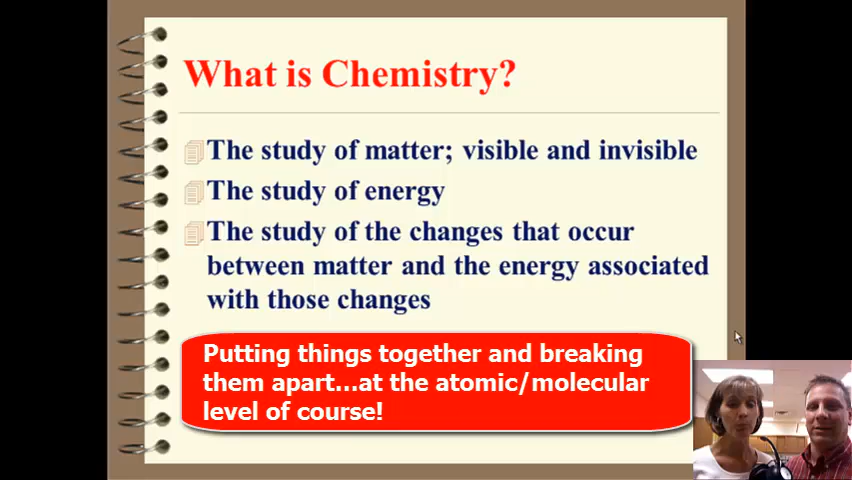 What is Chemistry?
The study of matter; visible and invisible
The study of energy
The study of the changes that occur
between matter and the energy associated
with those changes
Putting things together and breaking
them apart...at the atomic/molecular
level of course!